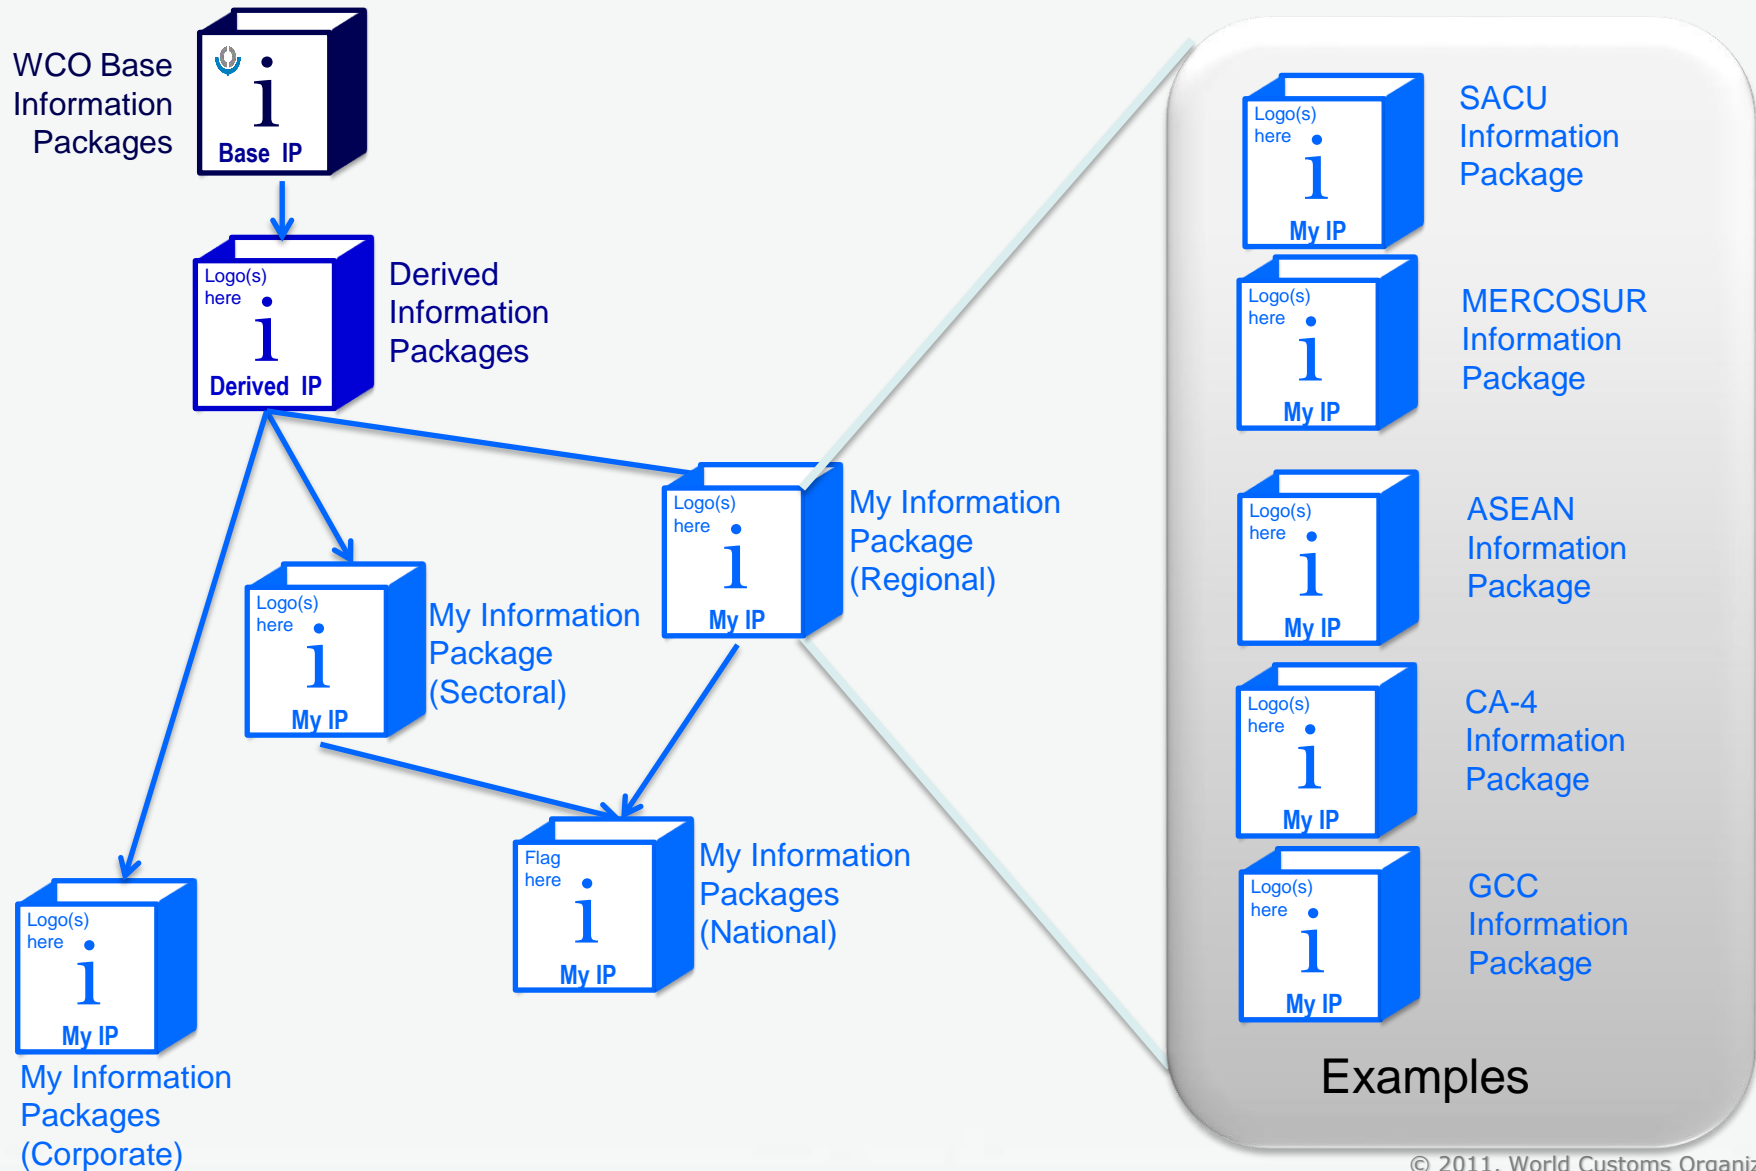 WCO Base
Information
Packages
i
Base IP
Logo(s)
here
i
Derived IP
Derived
Information
Packages
Logo(s)
here
i
My IP
My Information
Package
(Regional)
Logo(s)
here
i
My IP
My Information
Package
(Sectoral)
Flag
here
i
My IP
My Information
Packages
(National)
Logo(s)
here
i
My IP
My Information
Packages
(Corporate)
Logo(s)
here
i
My IP
SACU
Information
Package
Logo(s)
here
i
My IP
MERCOSUR
Information
Package
Logo(s)
here
i
My IP
ASEAN
Information
Package
Logo(s)
here
i
My IP
CA-4
Information
Package
Logo(s)
here
i
My IP
GCC
Information
Package
Examples
© 2011, World Customs Organiz